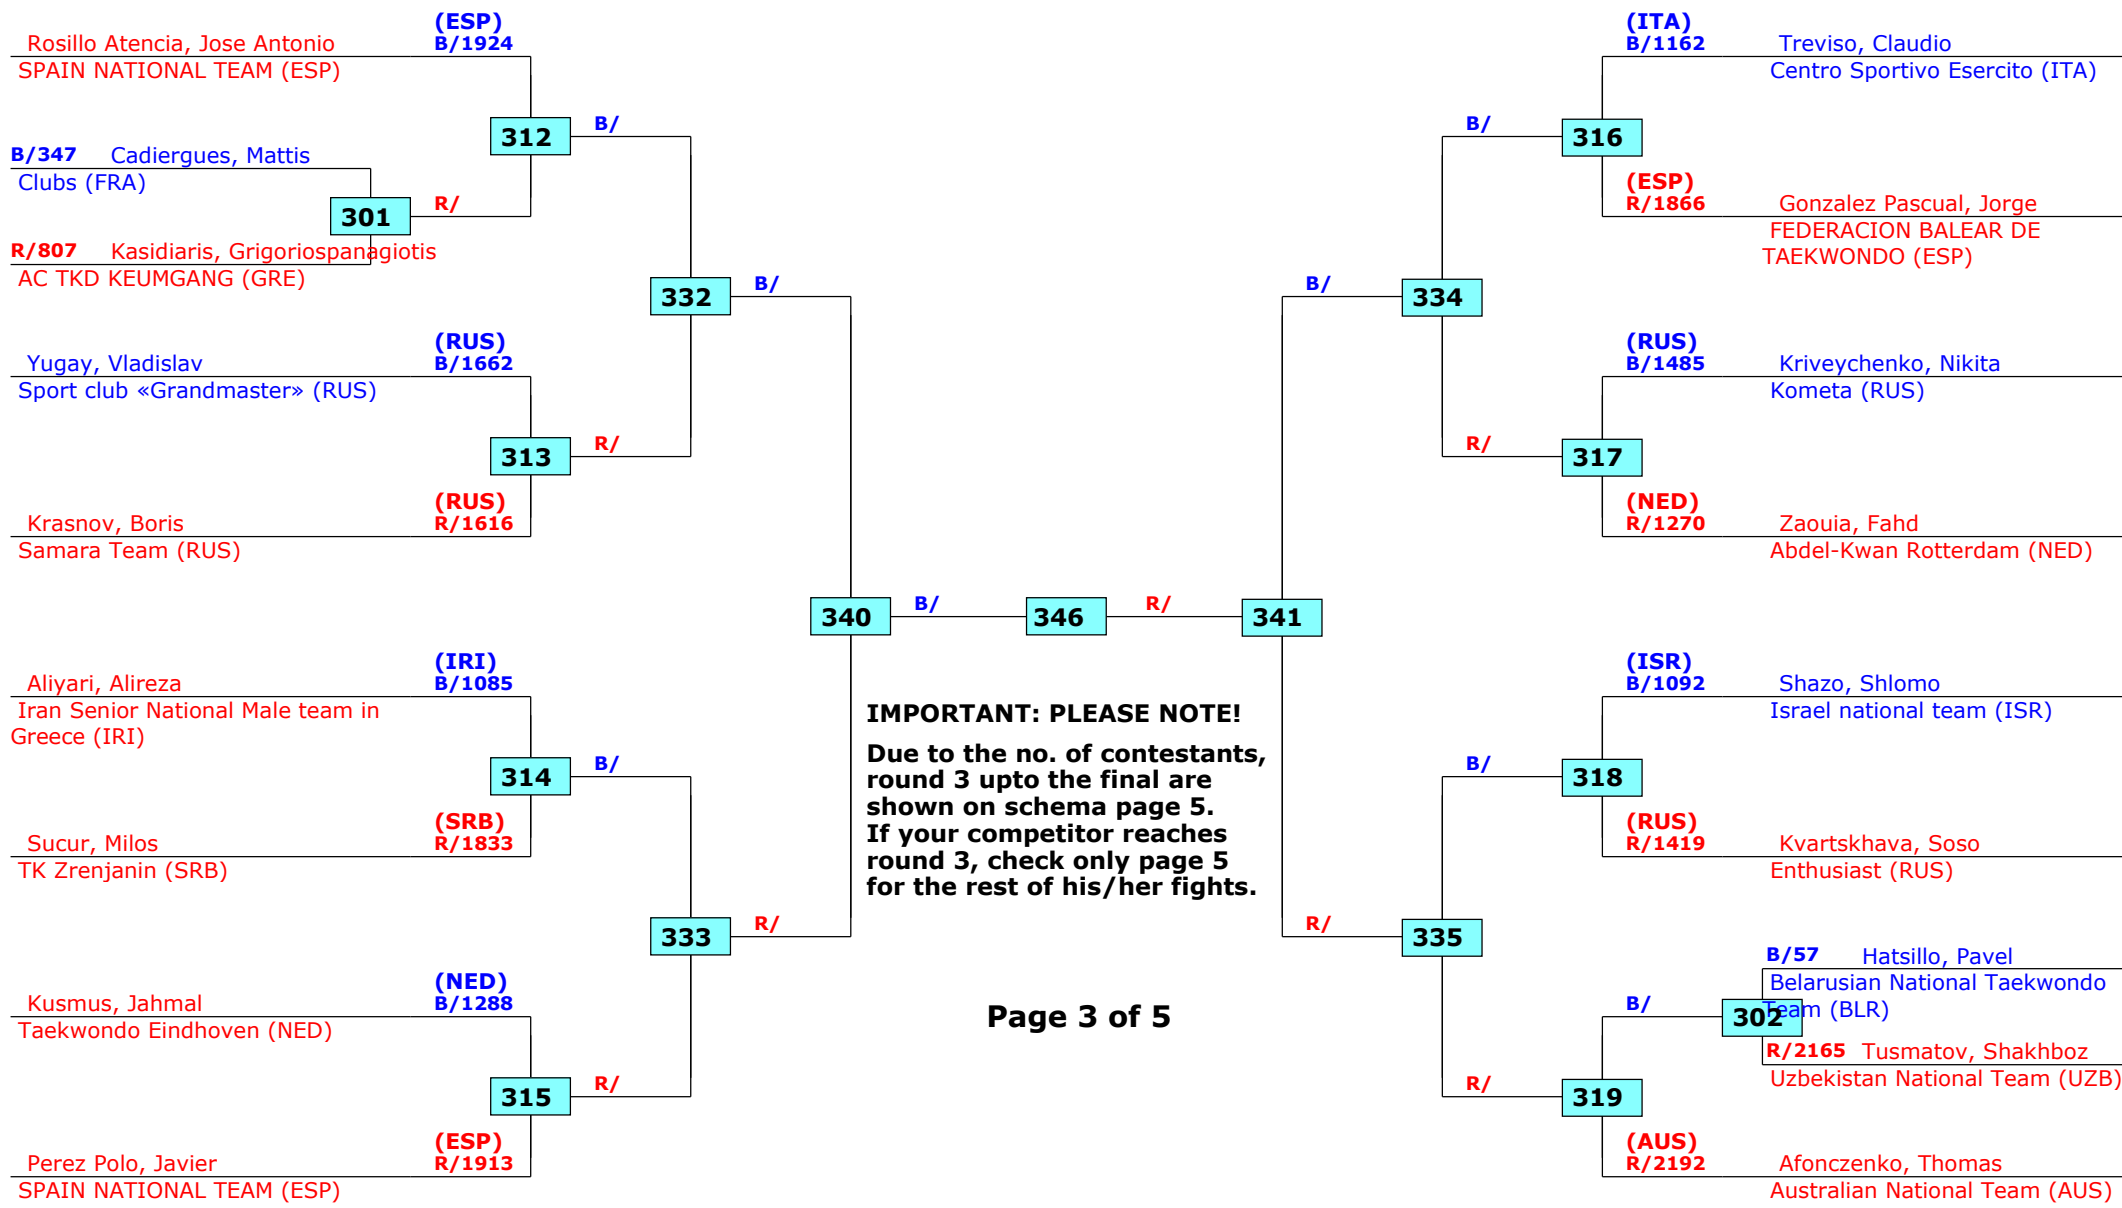 (ESP)
Rosillo Atencia, Jose Antonio B/1924
SPAIN NATIONAL TEAM (ESP)
312 B/
B/347 Cadiergues, Mattis
Clubs (FRA)
301 R/
R/807 Kasidiaris, Grigoriospanagiotis
AC TKD KEUMGANG (GRE)
332 B/
(RUS)
Yugay, Vladislav B/1662
Sport club «Grandmaster» (RUS)
313 R/
(RUS)
Krasnov, Boris R/1616
Samara Team (RUS)
340 B/ 346 R/ 341
(IRI)
Aliyari, Alireza B/1085
Iran Senior National Male team in
Greece (IRI)
314 B/
(SRB)
Sucur, Milos R/1833
TK Zrenjanin (SRB)
333 R/
(NED)
Kusmus, Jahmal B/1288
Taekwondo Eindhoven (NED)
315 R/
(ESP)
Perez Polo, Javier R/1913
SPAIN NATIONAL TEAM (ESP)
IMPORTANT: PLEASE NOTE!
Due to the no. of contestants,
round 3 upto the final are
shown on schema page 5.
If your competitor reaches
round 3, check only page 5
for the rest of his/her fights.
Page 3 of 5
(ITA)
B/1162 Treviso, Claudio
Centro Sportivo Esercito (ITA)
B/ 316
(ESP)
R/1866 Gonzalez Pascual, Jorge
FEDERACION BALEAR DE
TAEKWONDO (ESP)
B/ 334
(RUS)
B/1485 Kriveychenko, Nikita
Kometa (RUS)
R/ 317
(NED)
R/1270 Zaouia, Fahd
Abdel-Kwan Rotterdam (NED)
(ISR)
B/1092 Shazo, Shlomo
Israel national team (ISR)
B/ 318
(RUS)
R/1419 Kvartskhava, Soso
Enthusiast (RUS)
R/ 335
B/57 Hatsillo, Pavel
Belarusian National Taekwondo
Team (BLR)
B/ 302
R/2165 Tusmatov, Shakhboz
Uzbekistan National Team (UZB)
R/ 319
(AUS)
R/2192 Afonczenko, Thomas
Australian National Team (AUS)